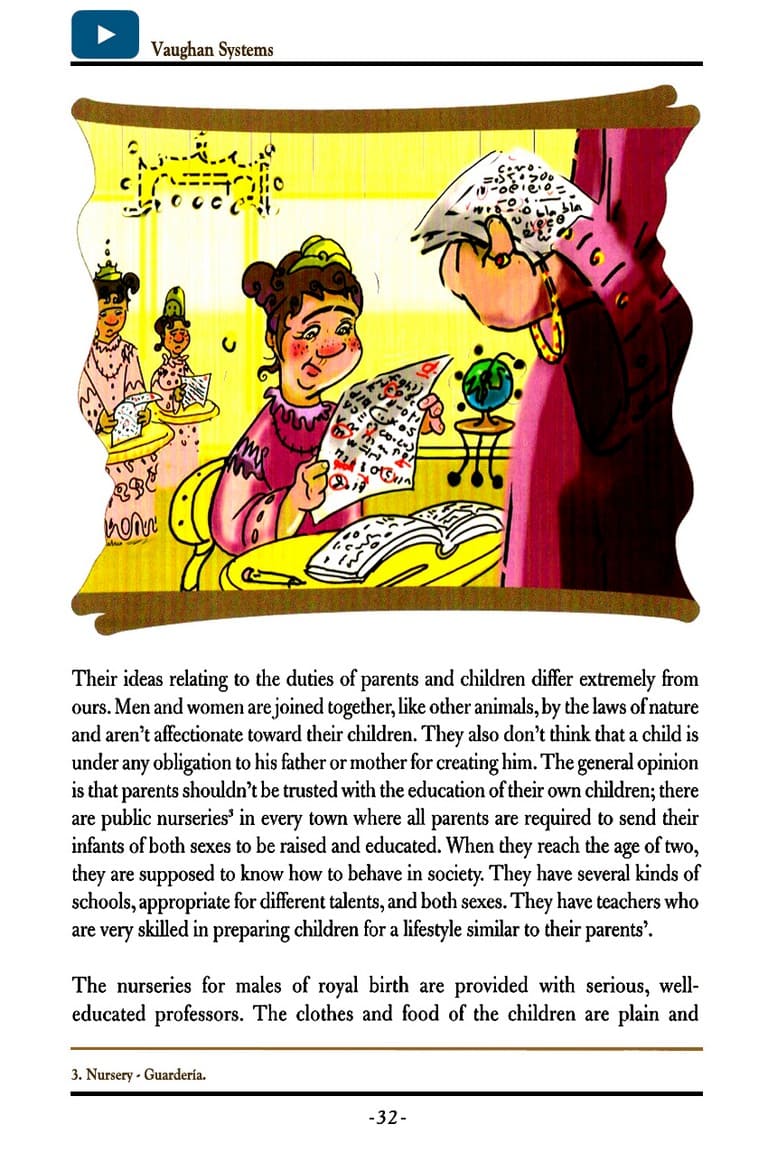 Vaughan Systems
bla bla
Their ideas relating to the duties of parents and children differ extremely from
ours. Men and women are joined together, like other animals, by the laws of nature
and aren't affectionate toward their children. They also don't think that a child is
under any obligation to his father or mother for creating him. The general opinion
is that parents shouldn't be trusted with the education of their own children; there
are public nurseries³ in every town where all parents are required to send their
infants of both sexes to be raised and educated. When they reach the age of two,
they are supposed to know how to behave in society. They have several kinds of
schools, appropriate for different talents, and both sexes. They have teachers who
are very skilled in preparing children for a lifestyle similar to their parents'.
The nurseries for males of royal birth are provided with serious, well-
educated professors. The clothes and food of the children are plain and
3. Nursery - Guardería.
-32-